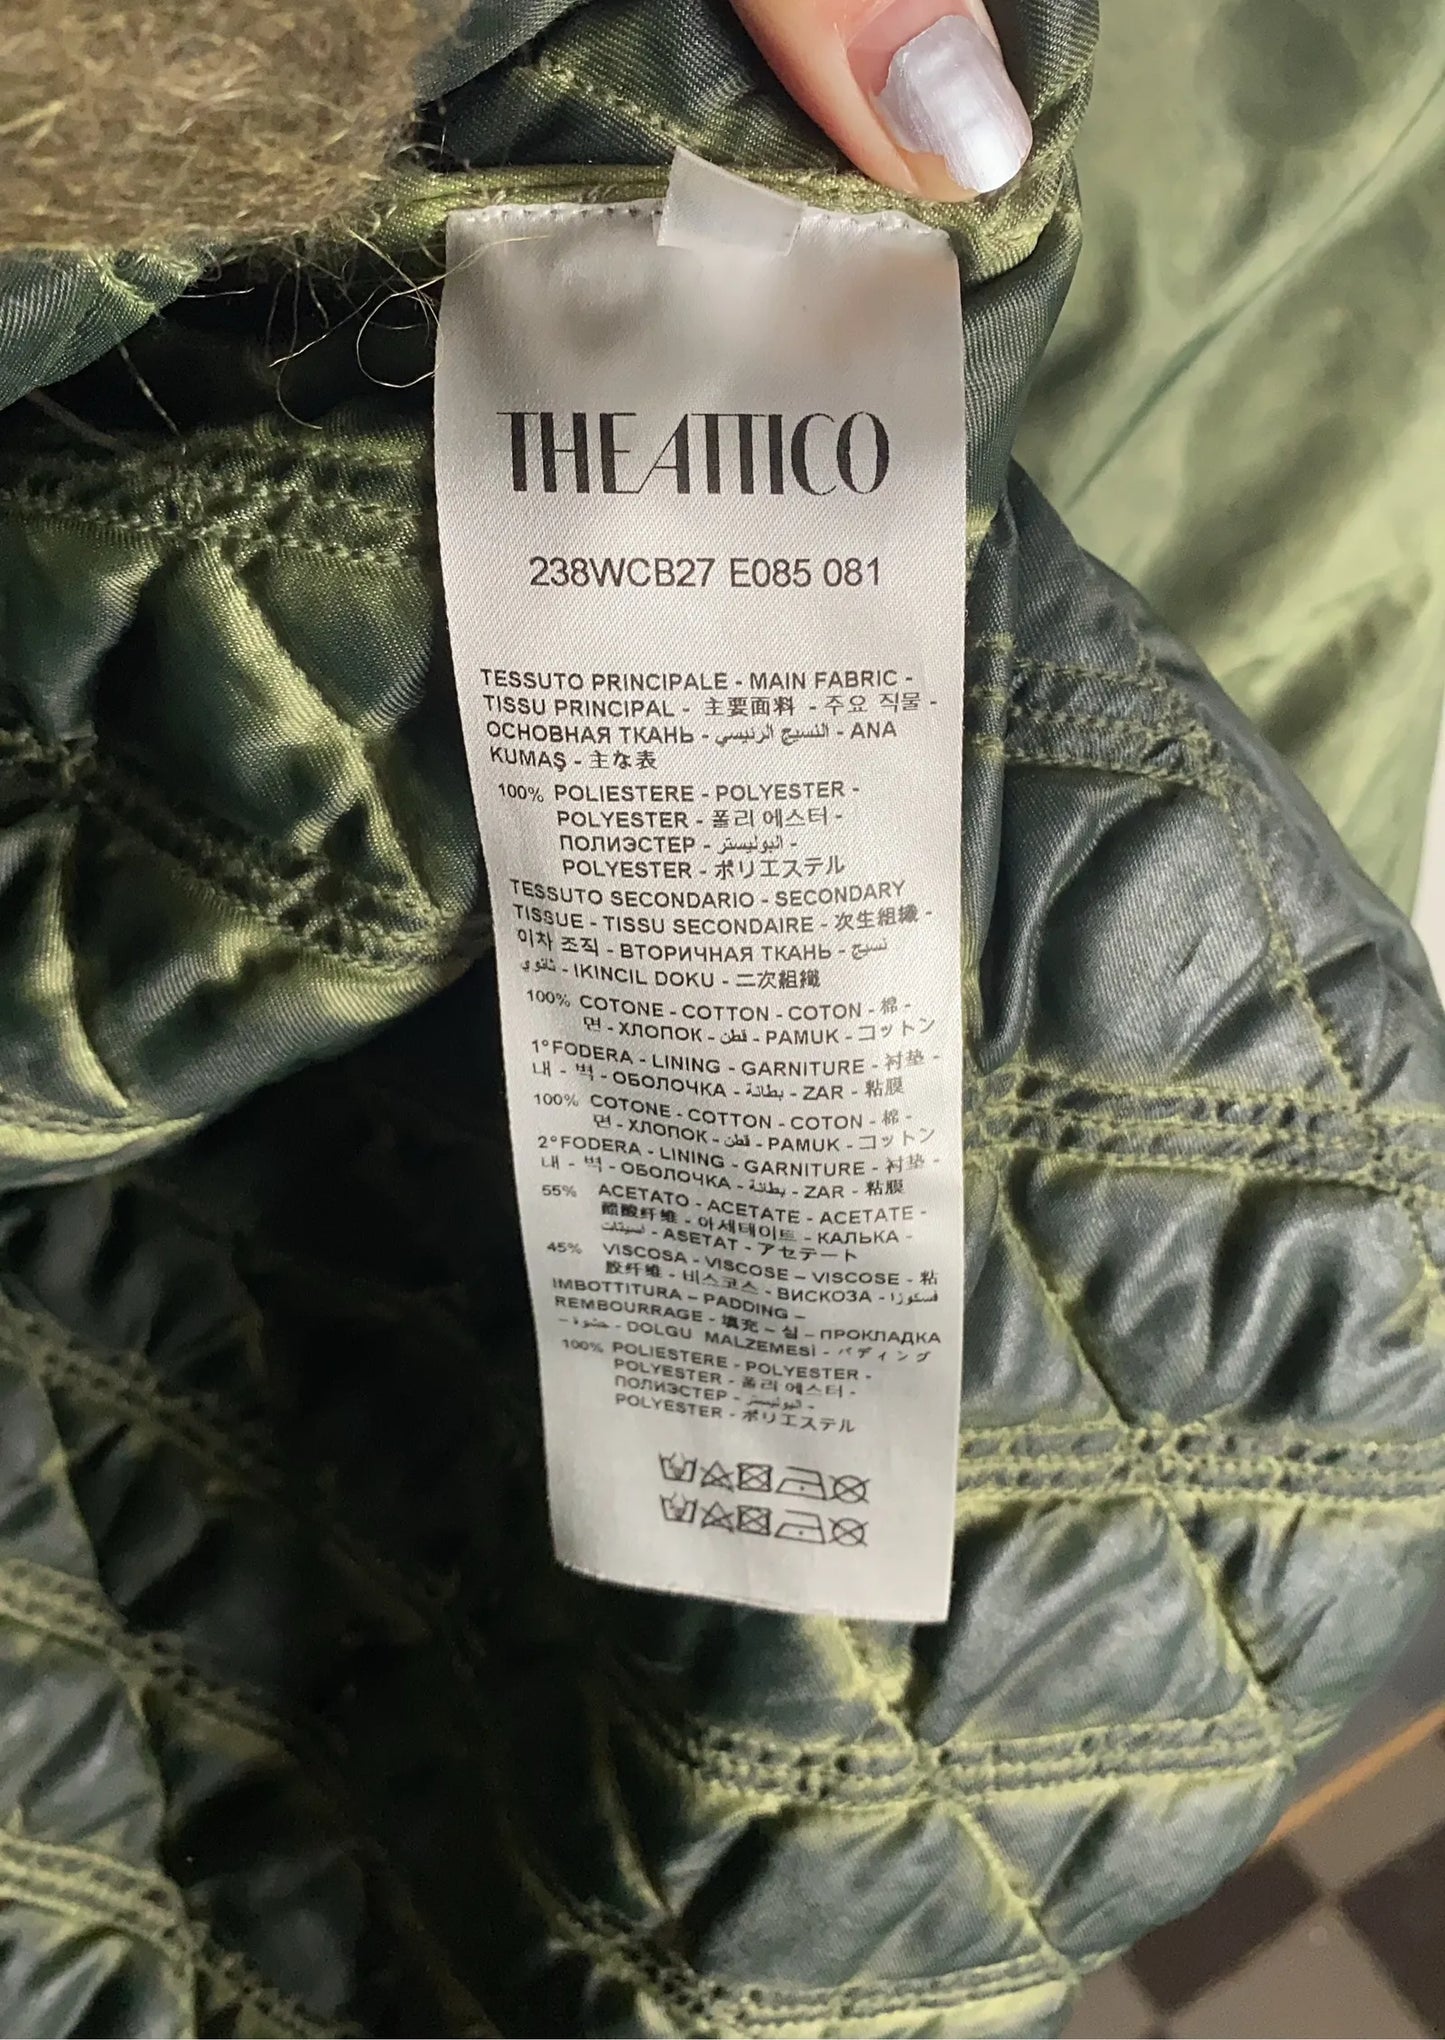 THE ATTICO
238WCB27 E085 081
TESSUTO PRINCIPALE - MAIN FABRIC -
TISSU PRINCIPAL - 主要面料 - 주요 직물 -
ОСНОВНАЯ ТКАНЬ - النسيج الرئيسي - ANA
KUMAŞ - 主な表
100% POLIESTERE - POLYESTER -
POLYESTER - 폴리 에스터 -
ПОЛИЭСТЕР - البوليستر -
POLYESTER - ポリエステル
TESSUTO SECONDARIO - SECONDARY
TISSUE - TISSU SECONDAIRE - 次生组织 -
이차 조직 - ВТОРИЧНАЯ ТКАНЬ - نسيج
ثانوي - IKINCIL DOKU - 二次組織
100% COTONE - COTTON - COTON - 棉 -
면 - ХЛОПОК - قطن - PAMUK - コットン
1° FODERA - LINING - GARNITURE - 衬垫 -
내 - 벽 - ОБОЛОЧКА - بطانة - ZAR - 粘膜
100% COTONE - COTTON - COTON - 棉 -
면 - ХЛОПОК - قطن - PAMUK - コットン
2° FODERA - LINING - GARNITURE - 衬垫 -
내 - 벽 - ОБОЛОЧКА - بطانة - ZAR - 粘膜
55% ACETATO - ACETATE - ACETATE -
醋酸纤维 - 아세테이트 - КАЛЬКА -
ASETAT - アセテート
45% VISCOSA - VISCOSE – VISCOSE - 粘
胶纤维 - 비스코스 - ВИСКОЗА - فسكوزا
IMBOTTITURA – PADDING –
REMBOURRAGE - 填充 – 심 – ПРОКЛАДКА
– حشوة - DOLGU MALZEMESİ - パディング
100% POLIESTERE - POLYESTER -
POLYESTER - 폴리 에스터 -
ПОЛИЭСТЕР - البوليستر -
POLYESTER - ポリエステル